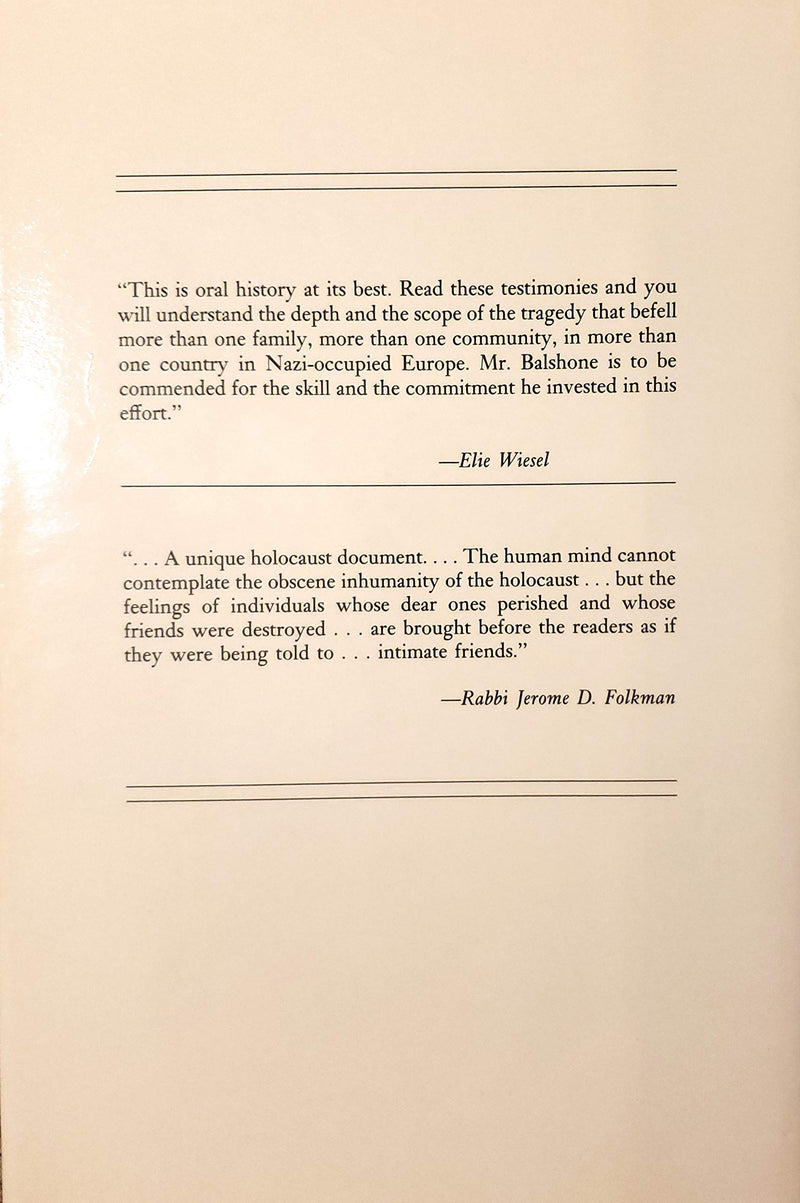 “This is oral history at its best. Read these testimonies and you
will understand the depth and the scope of the tragedy that befell
more than one family, more than one community, in more than
one country in Nazi-occupied Europe. Mr. Balshone is to be
commended for the skill and the commitment he invested in this
effort.”
—Elie Wiesel
“. . . A unique holocaust document. . . . The human mind cannot
contemplate the obscene inhumanity of the holocaust . . . but the
feelings of individuals whose dear ones perished and whose
friends were destroyed . . . are brought before the readers as if
they were being told to . . . intimate friends.”
—Rabbi Jerome D. Folkman